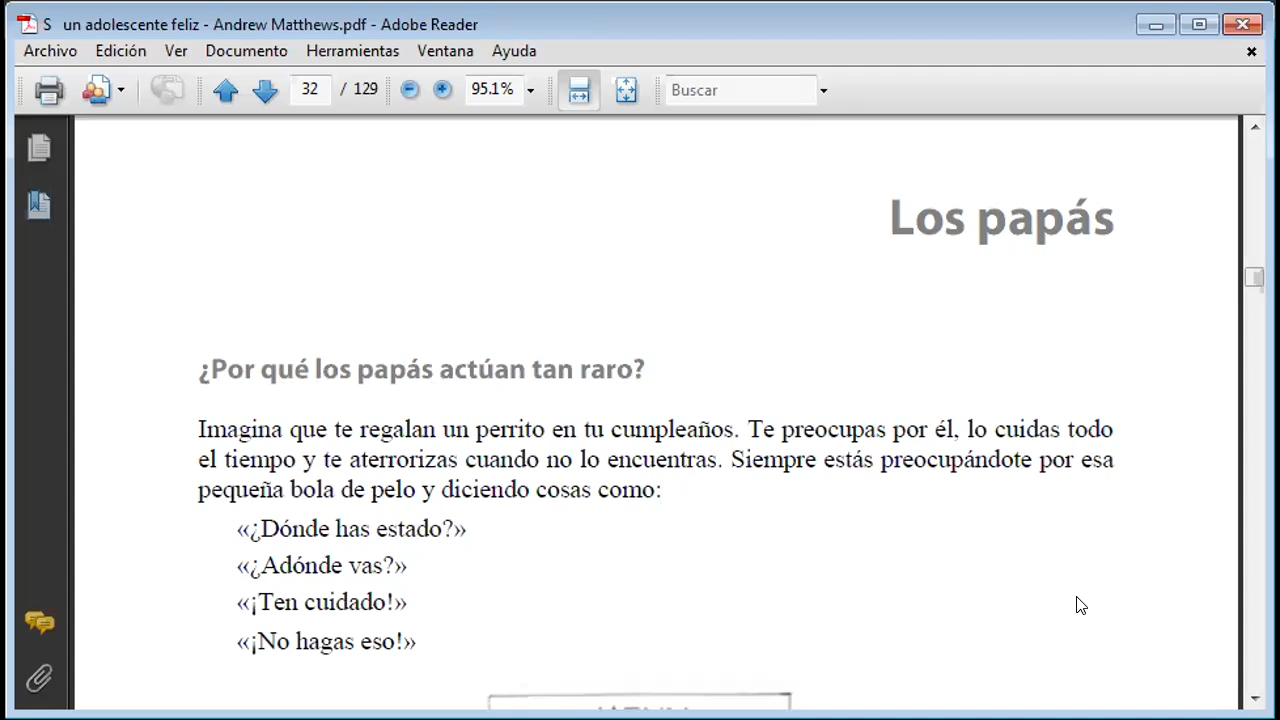 S un adolescente feliz - Andrew Matthews.pdf - Adobe Reader
Archivo Edición Ver Documento Herramientas Ventana Ayuda
32 / 129 95.1% Buscar
Los papás
¿Por qué los papás actúan tan raro?
Imagina que te regalan un perrito en tu cumpleaños. Te preocupas por él, lo cuidas todo
el tiempo y te aterrorizas cuando no lo encuentras. Siempre estás preocupándote por esa
pequeña bola de pelo y diciendo cosas como:
«¿Dónde has estado?»
«¿Adónde vas?»
«¡Ten cuidado!»
«¡No hagas eso!»